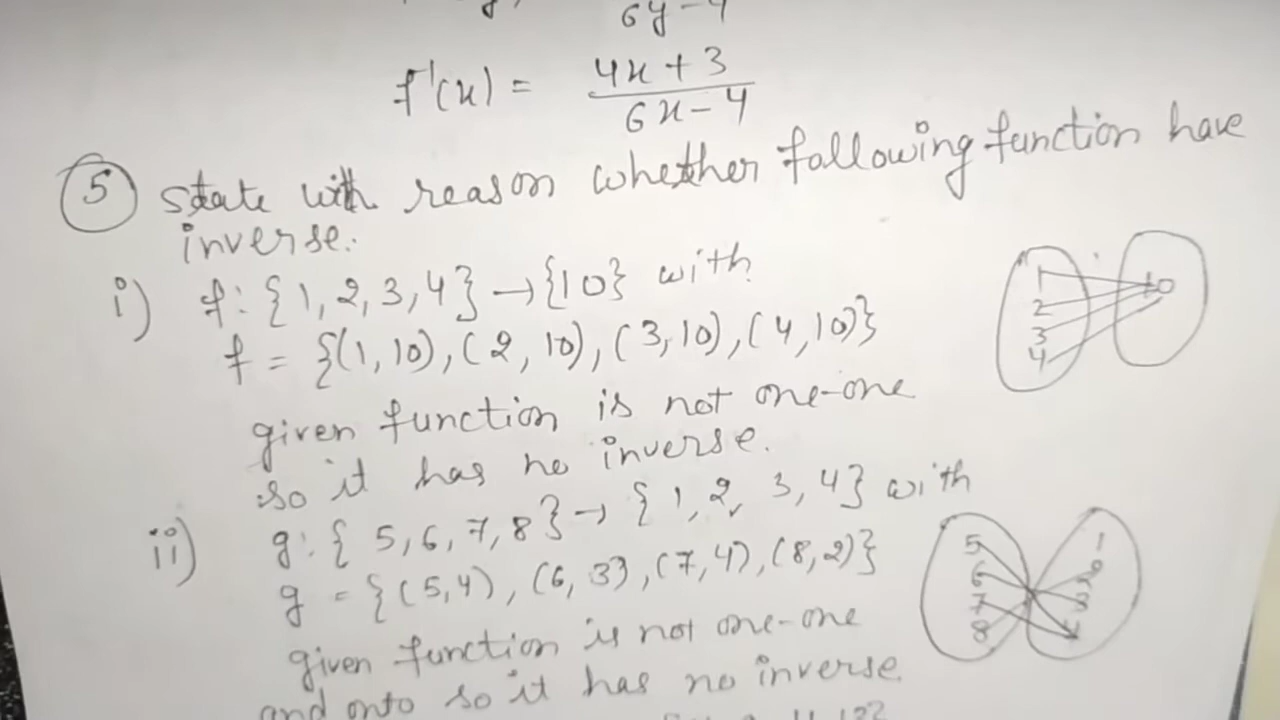 6y-4
f⁻¹(x) = 4x+3
6x-4
5 state with reason whether following function have
inverse.
i) f: {1,2,3,4} → {10} with
f = {(1,10),(2,10),(3,10),(4,10)}
given function is not one-one
so it has no inverse.
1
2
3
4
10
ii) g: {5,6,7,8} → {1,2,3,4} with
g = {(5,4),(6,3),(7,4),(8,2)}
given function is not one-one
and onto so it has no inverse.
5
6
7
8
1
2
3